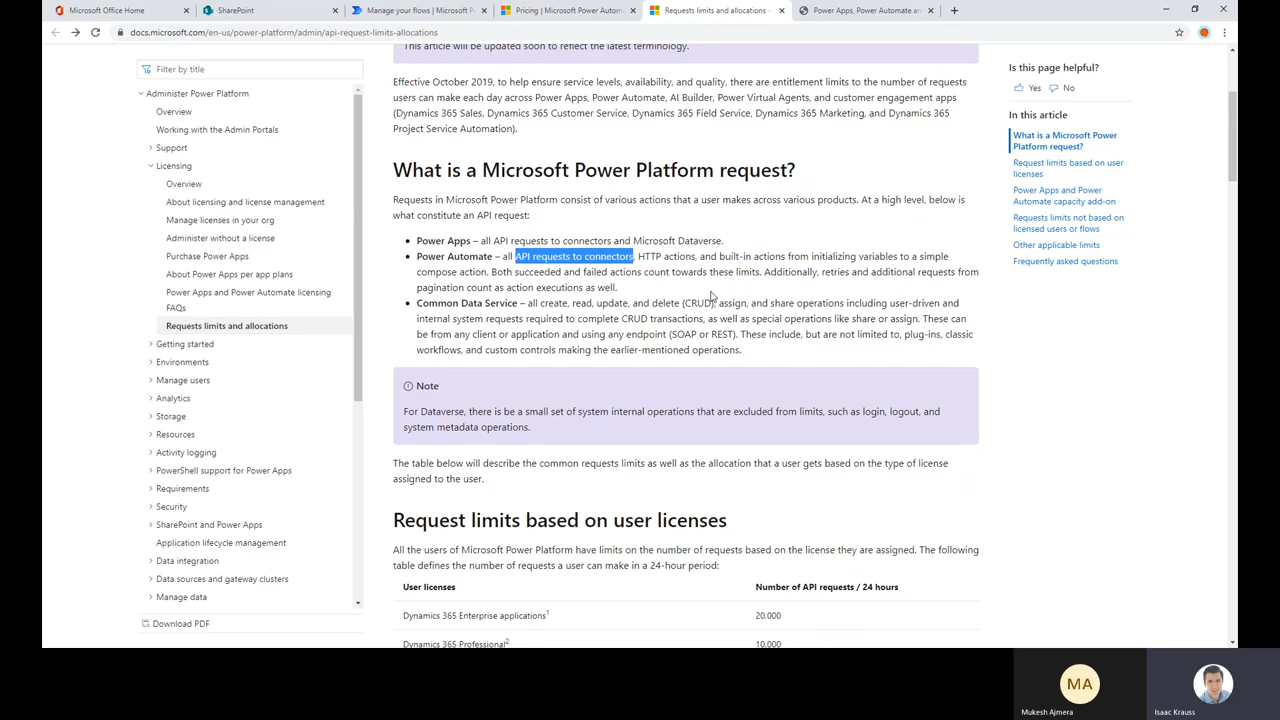 Microsoft Office Home
SharePoint
Manage your flows | Microsoft P
Pricing | Microsoft Power Autom
Requests limits and allocations -
Power Apps, Power Automate an
docs.microsoft.com/en-us/power-platform/admin/api-request-limits-allocations
Filter by title
Administer Power Platform
Overview
Working with the Admin Portals
Support
Licensing
Overview
About licensing and license management
Manage licenses in your org
Administer without a license
Purchase Power Apps
About Power Apps per app plans
Power Apps and Power Automate licensing
FAQs
Requests limits and allocations
Getting started
Environments
Manage users
Analytics
Storage
Resources
Activity logging
PowerShell support for Power Apps
Requirements
Security
SharePoint and Power Apps
Application lifecycle management
Data integration
Data sources and gateway clusters
Manage data
Download PDF
This article will be updated soon to reflect the latest terminology.
Effective October 2019, to help ensure service levels, availability, and quality, there are entitlement limits to the number of requests
users can make each day across Power Apps, Power Automate, AI Builder, Power Virtual Agents, and customer engagement apps
(Dynamics 365 Sales, Dynamics 365 Customer Service, Dynamics 365 Field Service, Dynamics 365 Marketing, and Dynamics 365
Project Service Automation).
What is a Microsoft Power Platform request?
Requests in Microsoft Power Platform consist of various actions that a user makes across various products. At a high level, below is
what constitute an API request:
• Power Apps – all API requests to connectors and Microsoft Dataverse.
• Power Automate – all API requests to connectors, HTTP actions, and built-in actions from initializing variables to a simple
compose action. Both succeeded and failed actions count towards these limits. Additionally, retries and additional requests from
pagination count as action executions as well.
• Common Data Service – all create, read, update, and delete (CRUD), assign, and share operations including user-driven and
internal system requests required to complete CRUD transactions, as well as special operations like share or assign. These can
be from any client or application and using any endpoint (SOAP or REST). These include, but are not limited to, plug-ins, classic
workflows, and custom controls making the earlier-mentioned operations.
Note
For Dataverse, there is be a small set of system internal operations that are excluded from limits, such as login, logout, and
system metadata operations.
The table below will describe the common requests limits as well as the allocation that a user gets based on the type of license
assigned to the user.
Request limits based on user licenses
All the users of Microsoft Power Platform have limits on the number of requests based on the license they are assigned. The following
table defines the number of requests a user can make in a 24-hour period:
User licenses Number of API requests / 24 hours
Dynamics 365 Enterprise applications1 20.000
Dynamics 365 Professional2 10,000
Is this page helpful?
Yes No
In this article
What is a Microsoft Power
Platform request?
Request limits based on user
licenses
Power Apps and Power
Automate capacity add-on
Requests limits not based on
licensed users or flows
Other applicable limits
Frequently asked questions
MA
Mukesh Ajmera
Isaac Krauss